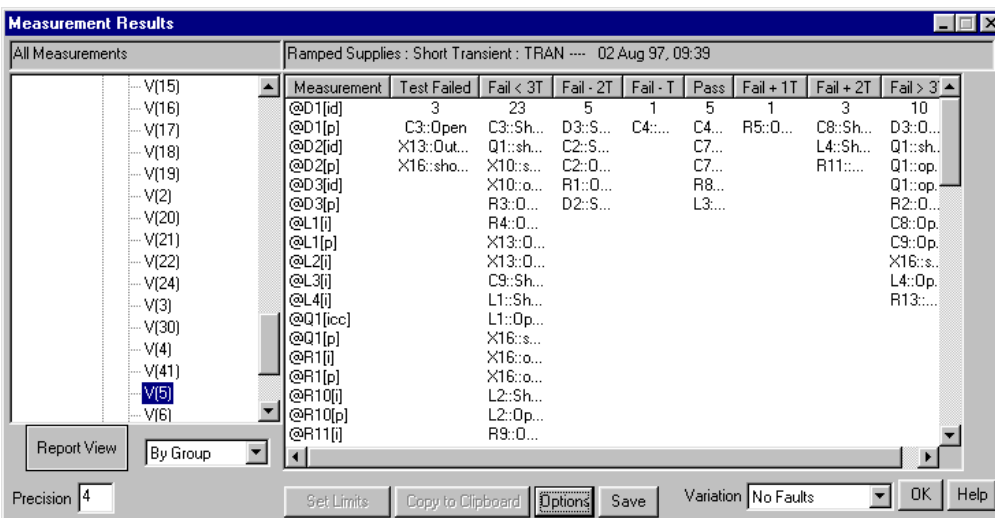 Measurement Results
All Measurements
Ramped Supplies : Short Transient : TRAN ---- 02 Aug 97, 09:39
V(15)
V(16)
V(17)
V(18)
V(19)
V(2)
V(20)
V(21)
V(22)
V(24)
V(3)
V(30)
V(4)
V(41)
V(5)
V(6)
Measurement Test Failed Fail < 3T Fail - 2T Fail - T Pass Fail + 1T Fail + 2T Fail > 3T
@D1[id] 3 23 5 1 5 1 3 10
@D1[p] C3::Open C3::Sh... D3::S... C4::... C4... R5::O... C8::Sh... D3::O...
@D2[id] X13::Out... Q1::sh... C2::S... C7... L4::Sh... Q1::sh..
@D2[p] X16::sho... X10::s... C2::O... C7... R11::... Q1::op.
@D3[id] X10::o... R1::O... R8... Q1::op.
@D3[p] R3::O... D2::S... L3:... R2::O...
@L1[i] R4::O... C8::Op.
@L1[p] X13::O... C9::Op.
@L2[i] X13::O... X16::s..
@L3[i] C9::Sh... L4::Op.
@L4[i] L1::Sh... R13::...
@Q1[icc] L1::Op...
@Q1[p] X16::s...
@R1[i] X16::o...
@R1[p] X16::o...
@R10[i] L2::Sh...
@R10[p] L2::Op...
@R11[i] R9::O...
Report View By Group
Precision 4 Set Limits Copy to Clipboard Options Save Variation No Faults OK Help